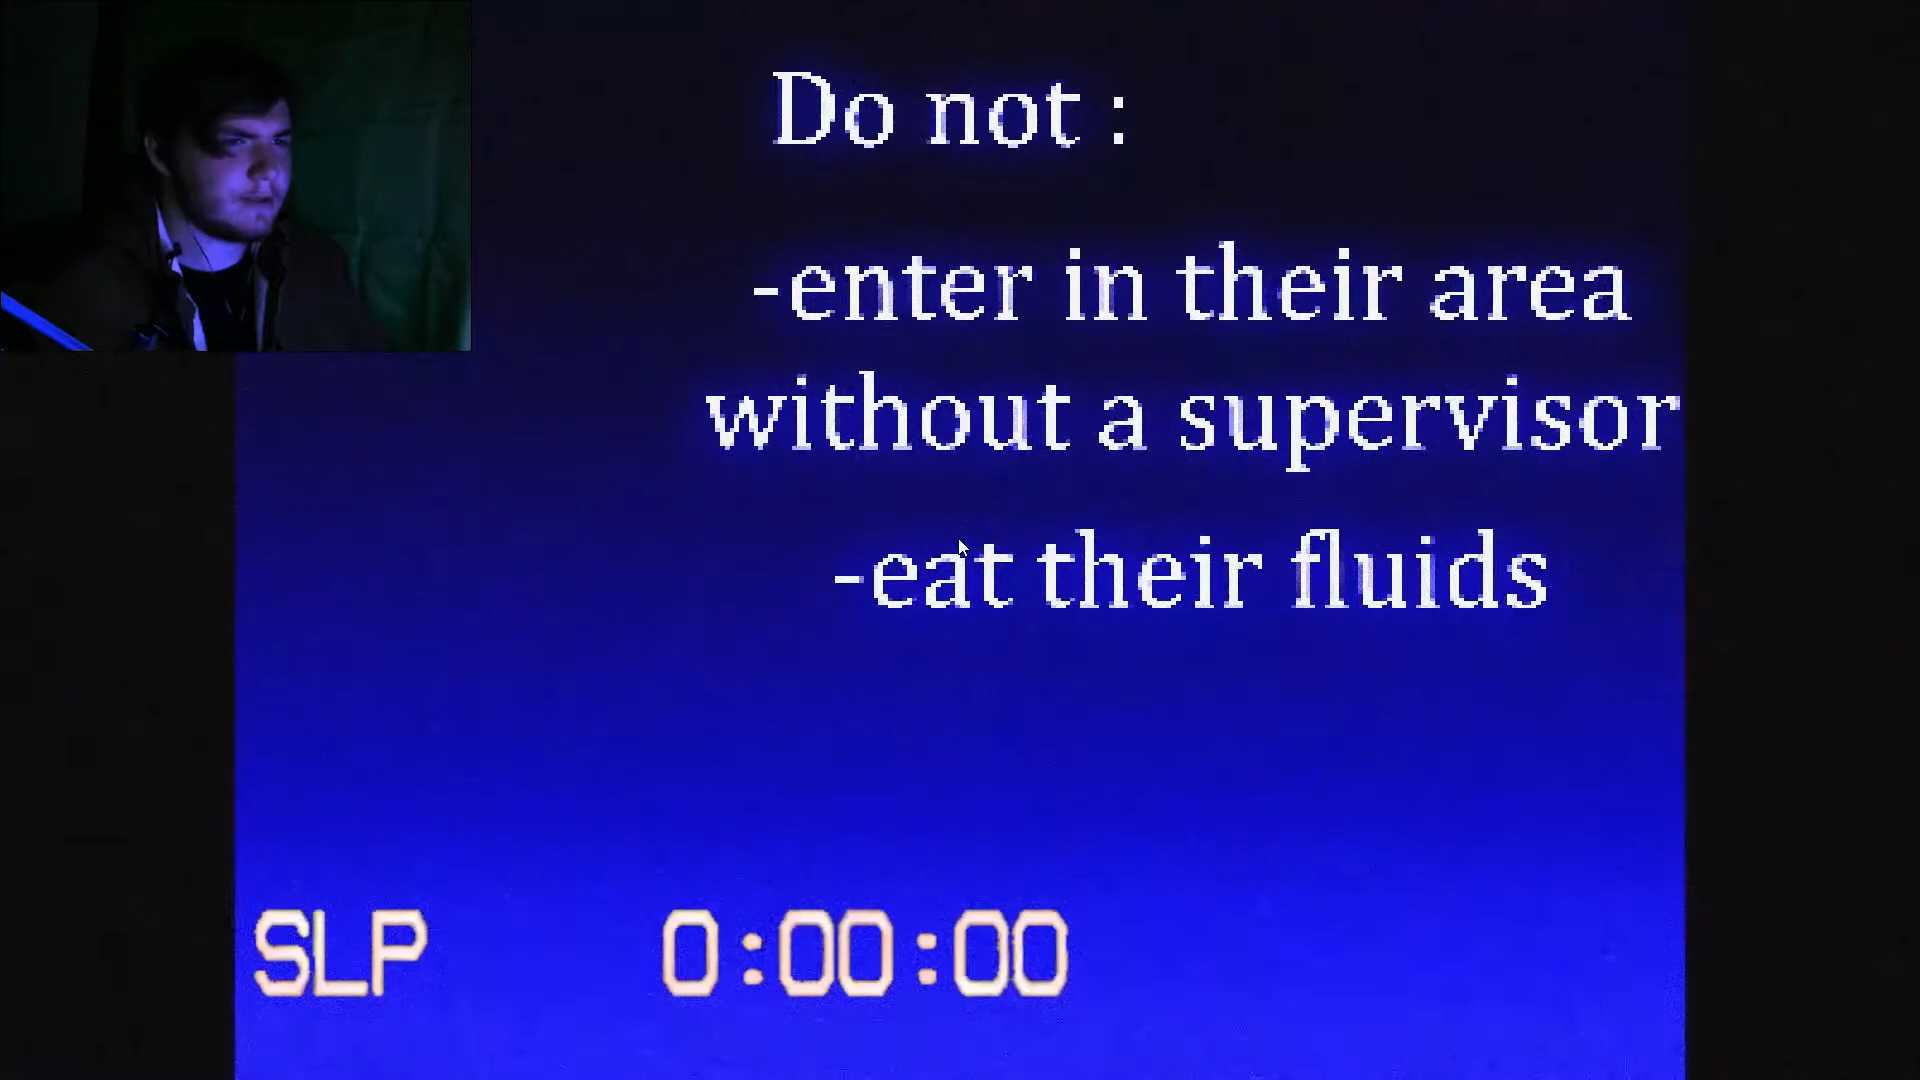 Do not :
-enter in their area
without a supervisor
-eat their fluids
SLP 0:00:00